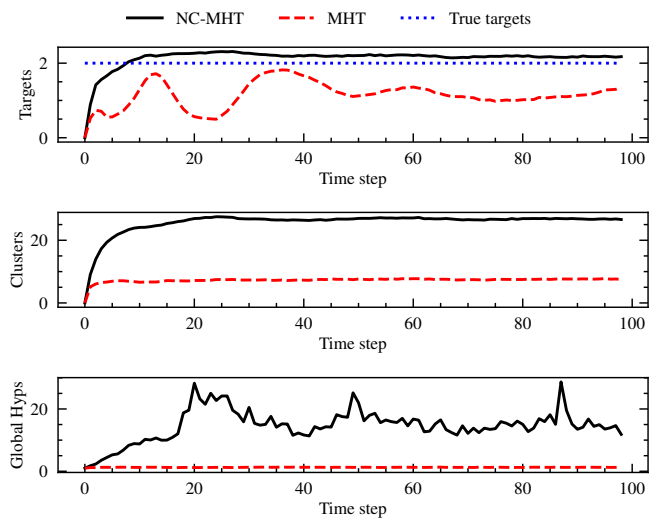 NC-MHT MHT True targets
2
0
Targets
0 20 40 60 80 100
Time step
20
0
Clusters
0 20 40 60 80 100
Time step
20
0
Global Hyps
0 20 40 60 80 100
Time step